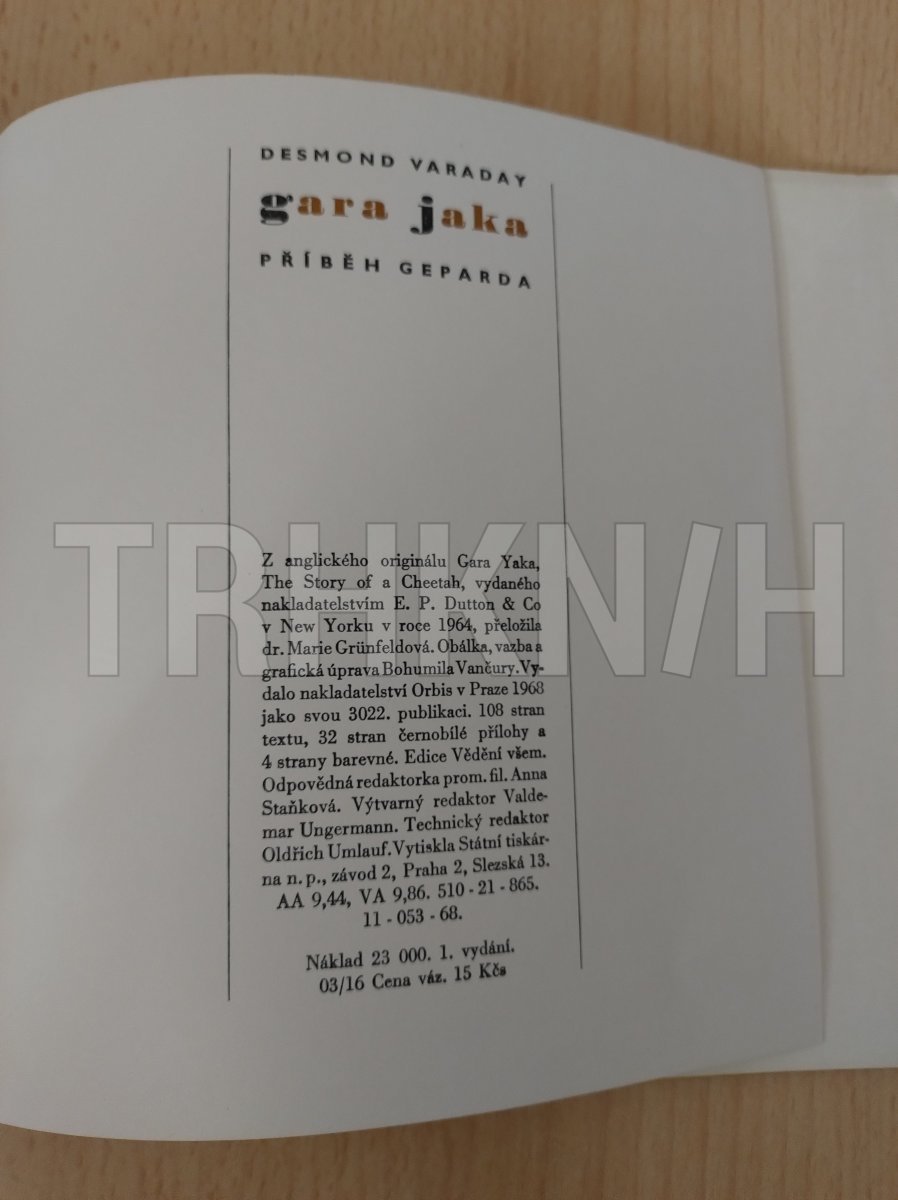 DESMOND VARADAY
gara jaka
PŘÍBĚH GEPARDA
Z anglického originálu Gara Yaka,
The Story of a Cheetah, vydaného
nakladatelstvím E. P. Dutton & Co
v New Yorku v roce 1964, přeložila
dr. Marie Grünfeldová. Obálka, vazba a
grafická úprava Bohumila Vančury. Vy-
dalo nakladatelství Orbis v Praze 1968
jako svou 3022. publikaci. 108 stran
textu, 32 stran černobílé přílohy a
4 strany barevné. Edice Vědění všem.
Odpovědná redaktorka prom. fil. Anna
Staňková. Výtvarný redaktor Valde-
mar Ungermann. Technický redaktor
Oldřich Umlauf. Vytiskla Státní tiskár-
na n. p., závod 2, Praha 2, Slezská 13.
AA 9,44, VA 9,86. 510 - 21 - 865.
11 - 053 - 68.
Náklad 23 000. 1. vydání.
03/16 Cena váz. 15 Kčs
TRHKNIH